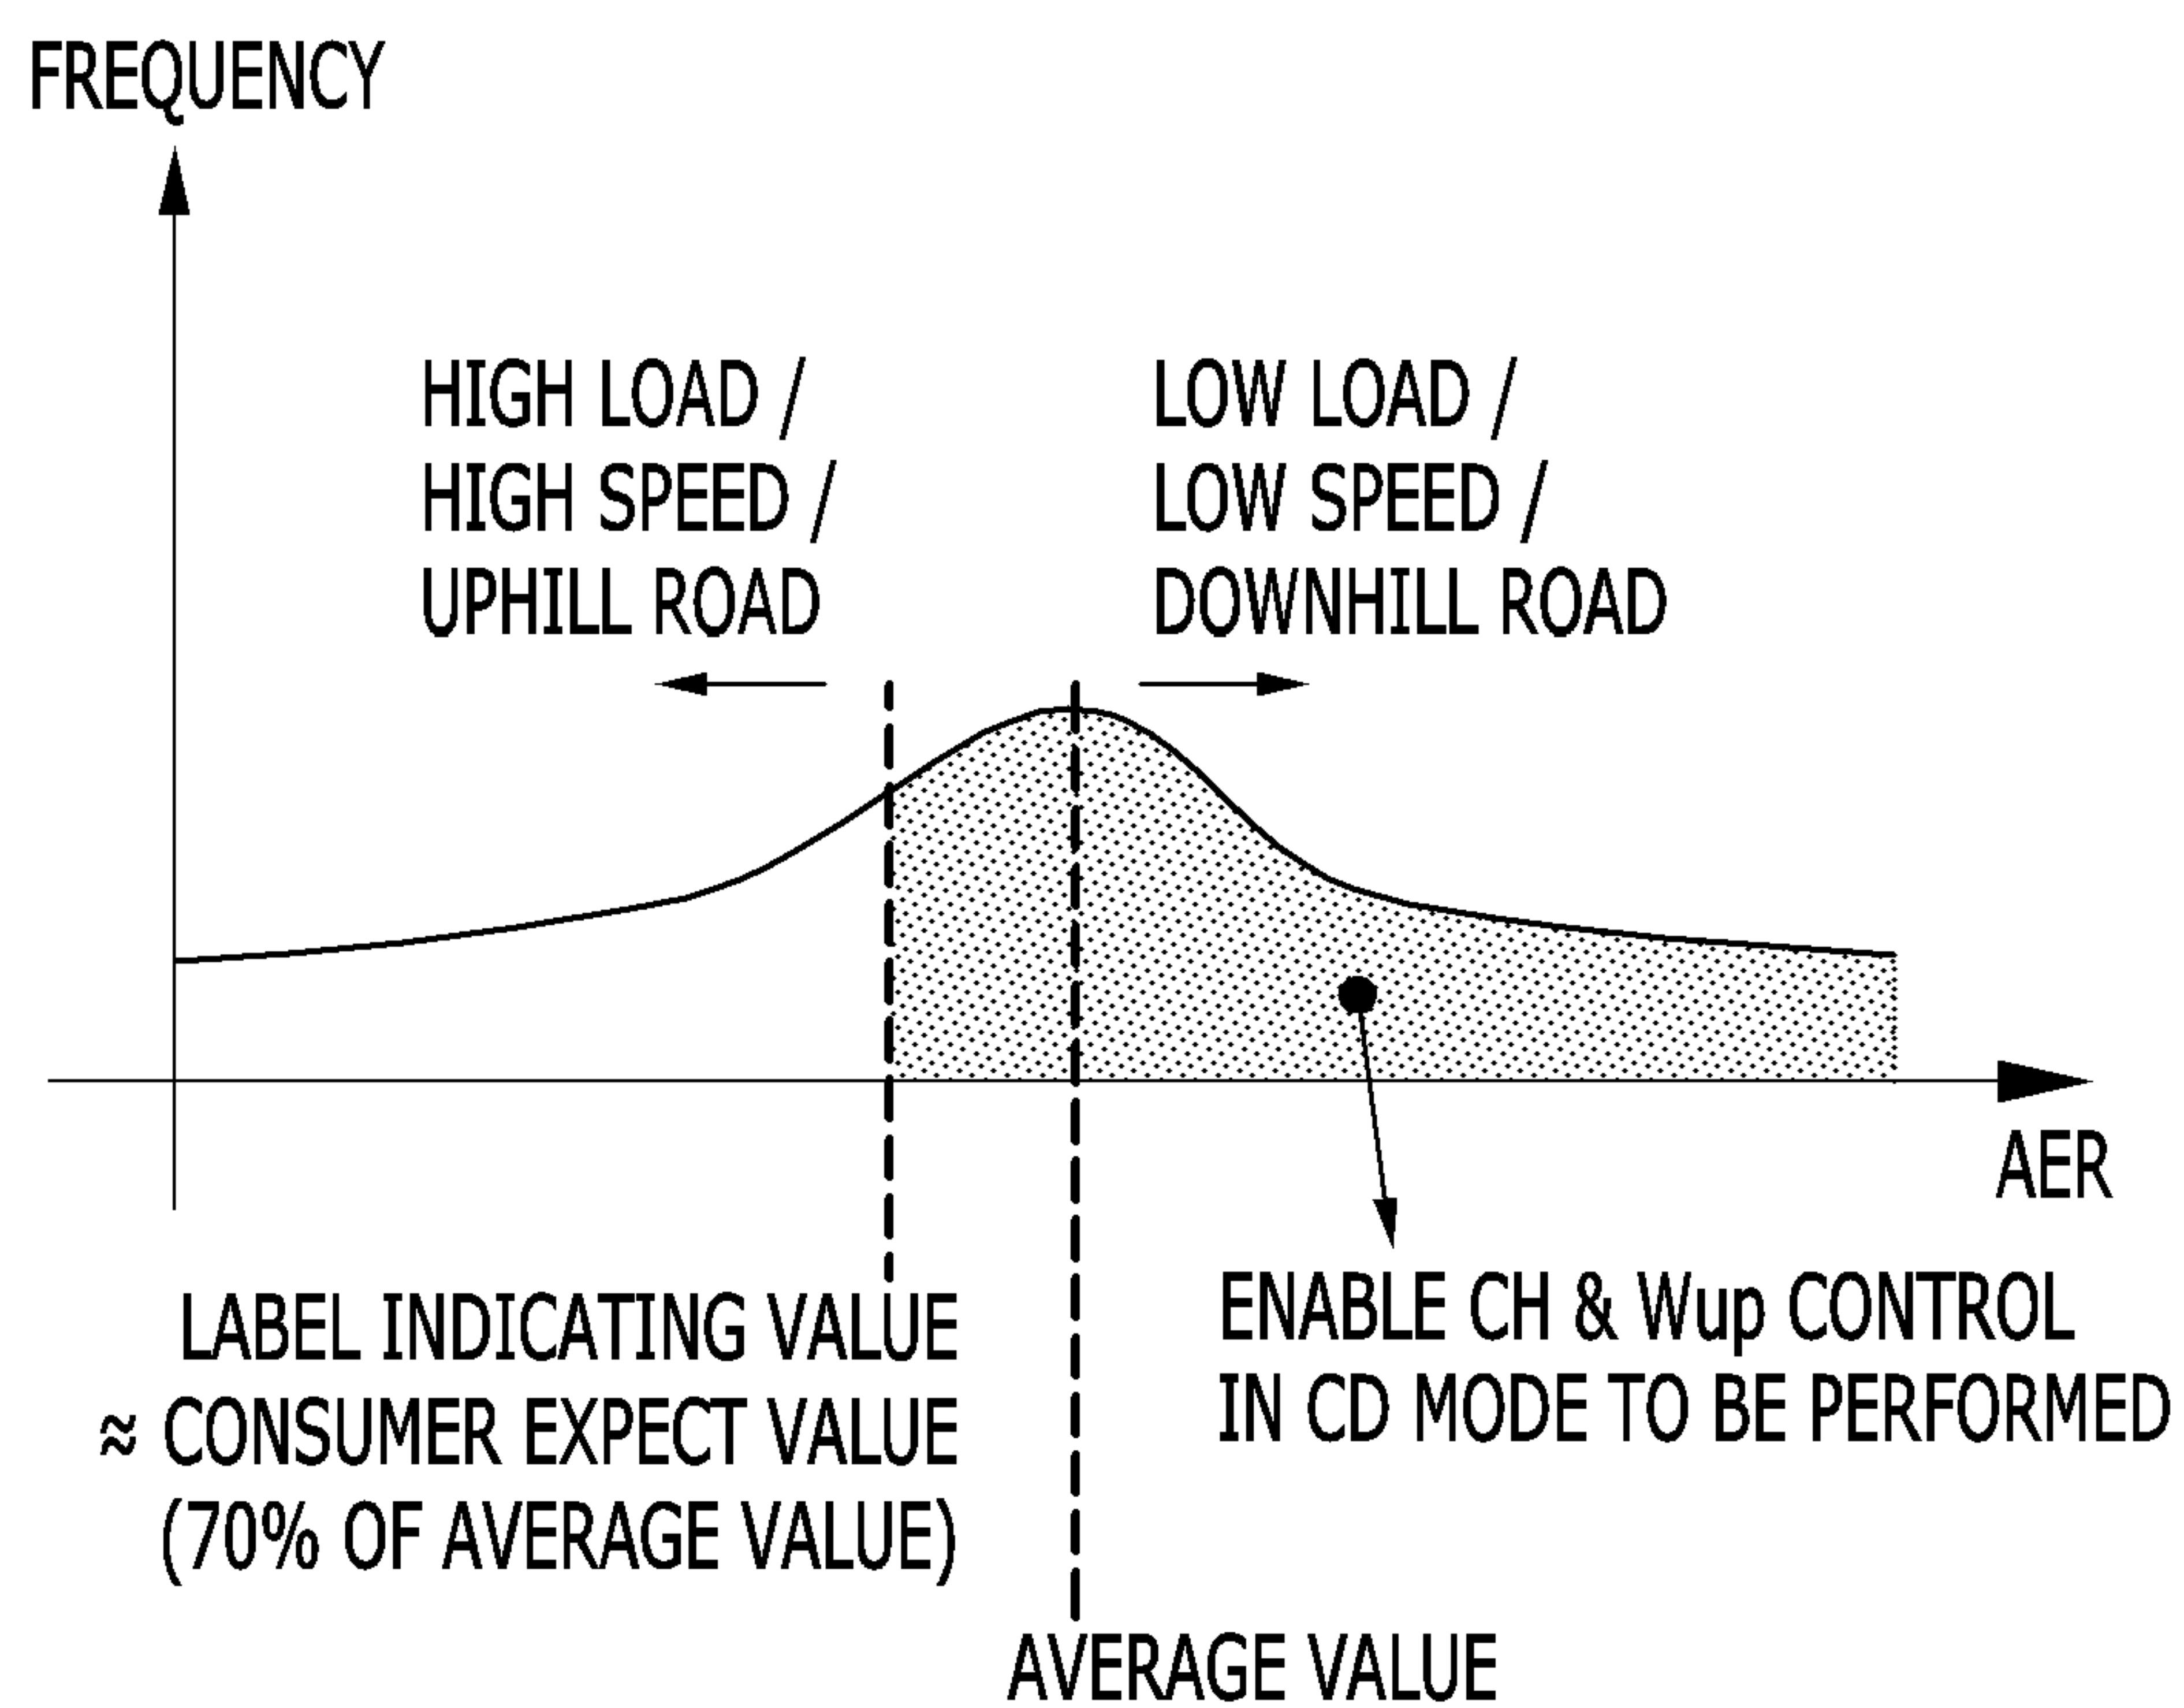 FREQUENCY
HIGH LOAD /
HIGH SPEED /
UPHILL ROAD
LOW LOAD /
LOW SPEED /
DOWNHILL ROAD
AER
LABEL INDICATING VALUE
≈ CONSUMER EXPECT VALUE
(70% OF AVERAGE VALUE)
ENABLE CH & Wup CONTROL
IN CD MODE TO BE PERFORMED
AVERAGE VALUE